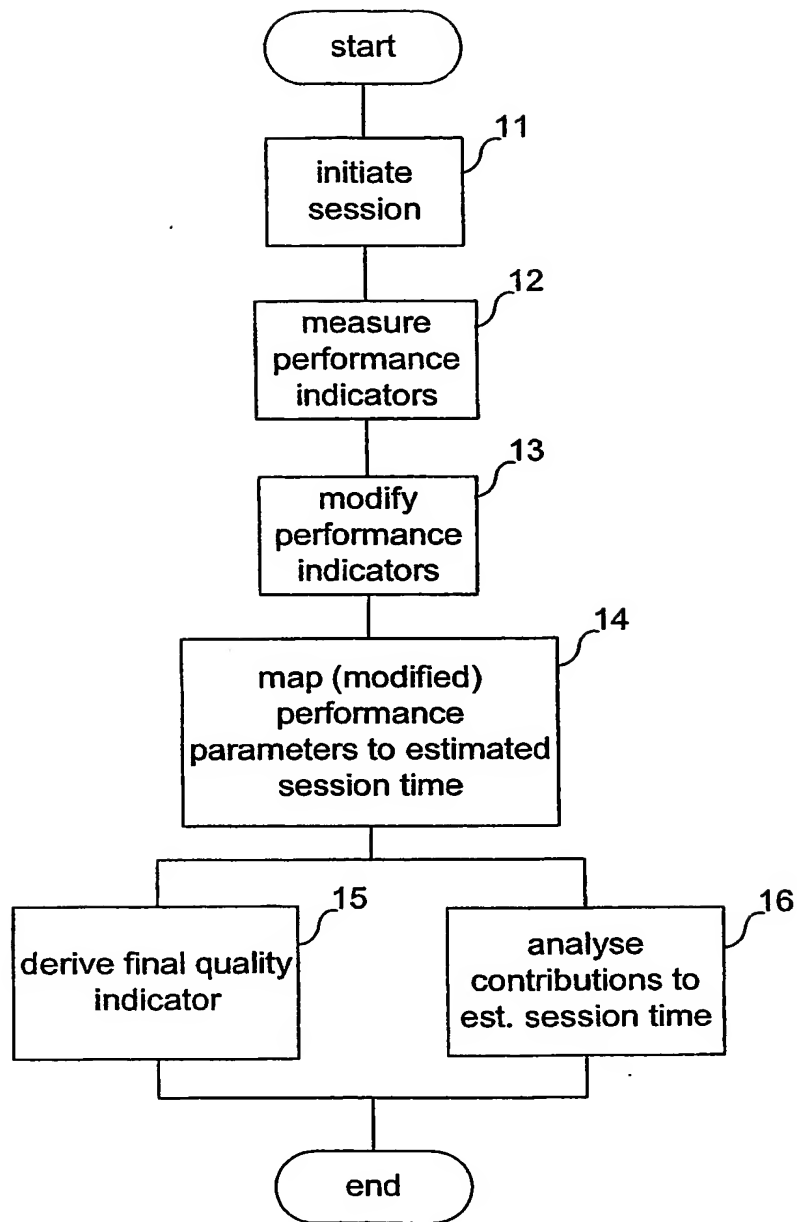 start
11
initiate
session
12
measure
performance
indicators
13
modify
performance
indicators
14
map (modified)
performance
parameters to estimated
session time
15
derive final quality
indicator
16
analyse
contributions to
est. session time
end